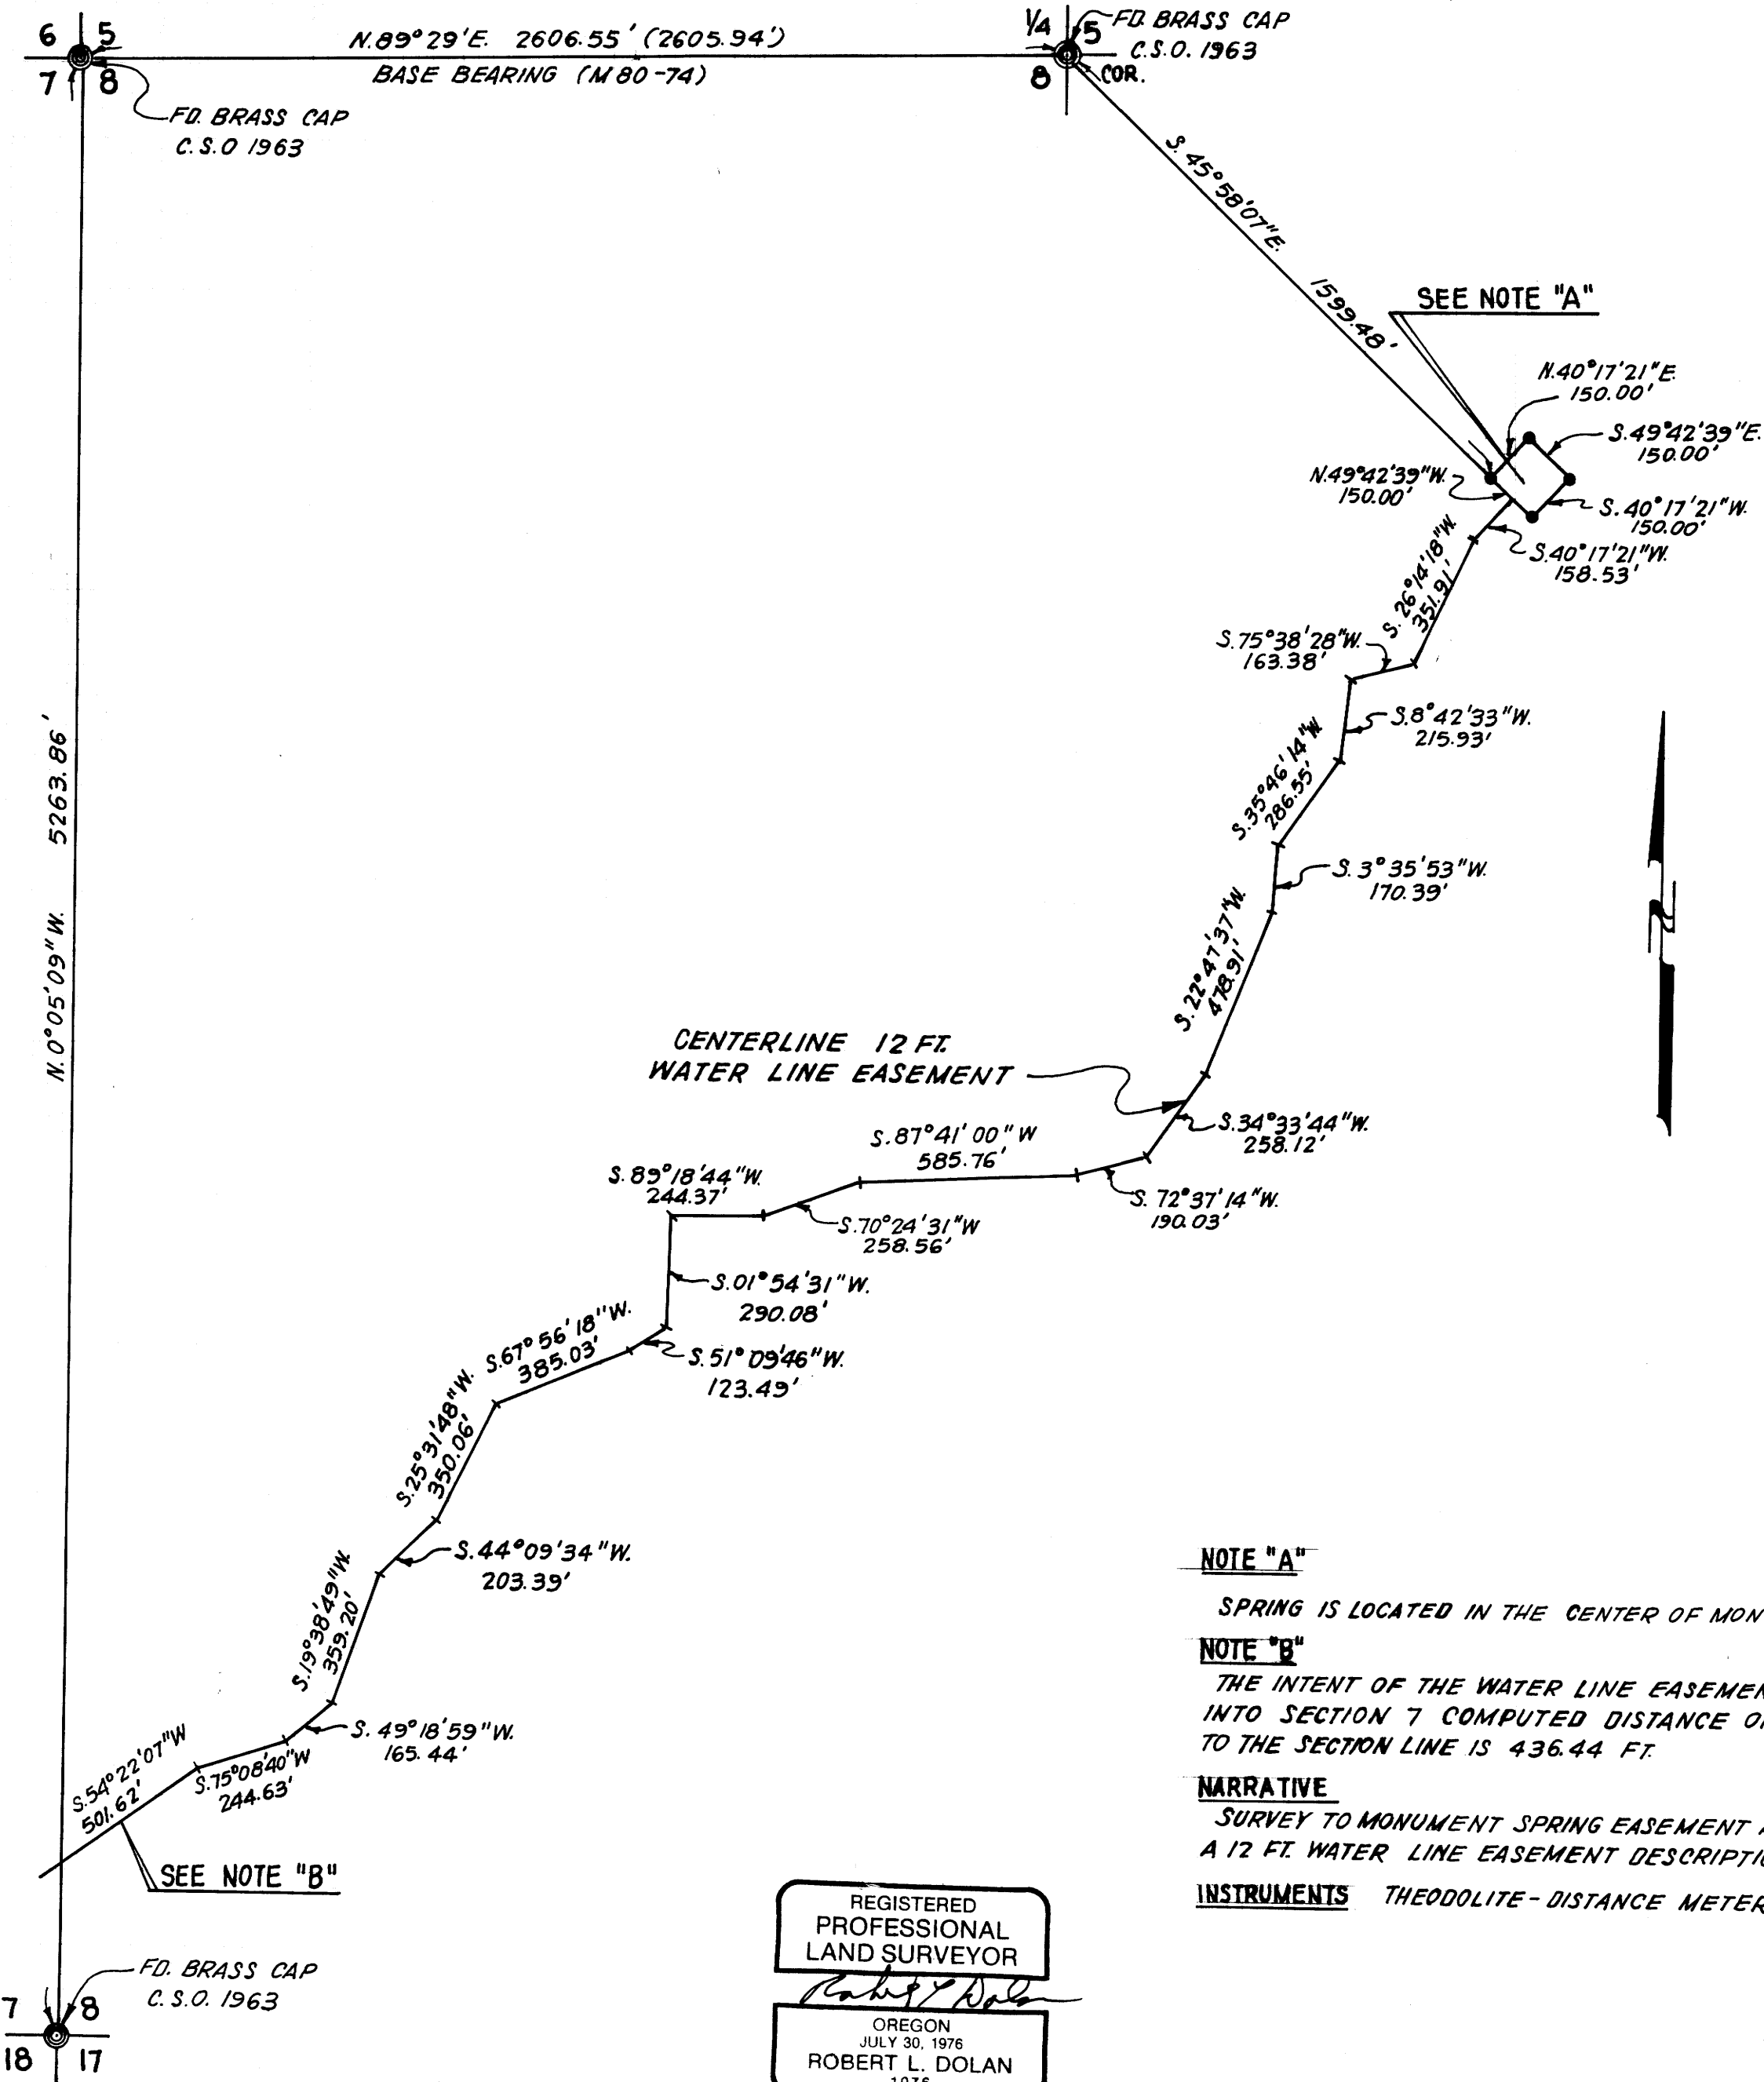 6 5
7 8
N.89°29'E. 2606.55' (2605.94')
BASE BEARING (M 80-74)
1/4 5
8 COR.
FD. BRASS CAP
C.S.O. 1963
FD. BRASS CAP
C.S.O 1963
S.45°58'07"E. 1599.48'
SEE NOTE "A"
N.40°17'21"E.
150.00'
S.49°42'39"E.
150.00'
N.49°42'39"W.
150.00'
S.40°17'21"W.
150.00'
S.40°17'21"W.
158.53'
S.26°14'18"W.
351.91'
S.75°38'28"W.
163.38'
S.8°42'33"W.
215.93'
S.35°46'14"W.
286.55'
S.3°35'53"W.
170.39'
S.22°47'37"W.
478.91'
N.0°05'09"W. 5263.86'
CENTERLINE 12 FT.
WATER LINE EASEMENT
S.34°33'44"W.
258.12'
S.87°41'00"W
585.76'
S.72°37'14"W.
190.03'
S.89°18'44"W.
244.37'
S.70°24'31"W
258.56'
S.01°54'31"W.
290.08'
S.67°56'18"W.
385.03'
S.51°09'46"W.
123.49'
S.25°31'48"W.
350.06'
S.44°09'34"W.
203.39'
S.19°38'49"W.
359.20'
S.49°18'59"W.
165.44'
S.75°08'40"W
244.63'
S.54°22'07"W
501.62'
SEE NOTE "B"
FD. BRASS CAP
C.S.O. 1963
7 8
18 17
N
NOTE "A"
SPRING IS LOCATED IN THE CENTER OF MON
NOTE "B"
THE INTENT OF THE WATER LINE EASEMEN
INTO SECTION 7 COMPUTED DISTANCE O
TO THE SECTION LINE IS 436.44 FT.
NARRATIVE
SURVEY TO MONUMENT SPRING EASEMENT
A 12 FT. WATER LINE EASEMENT DESCRIPTIO
INSTRUMENTS THEODOLITE-DISTANCE METER
REGISTERED
PROFESSIONAL
LAND SURVEYOR
Robert L Dolan
OREGON
JULY 30, 1976
ROBERT L. DOLAN